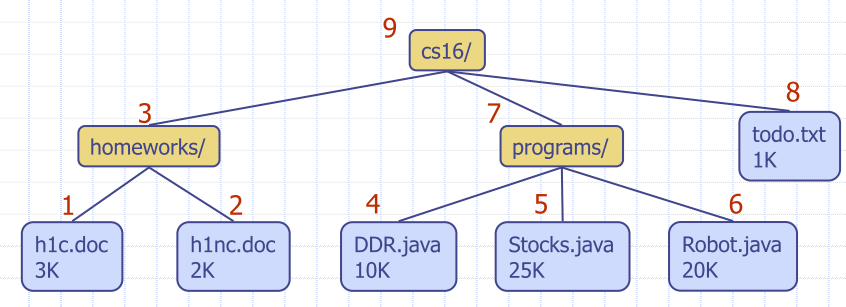 9
cs16/
3
homeworks/
7
programs/
8
todo.txt
1K
1
h1c.doc
3K
2
h1nc.doc
2K
4
DDR.java
10K
5
Stocks.java
25K
6
Robot.java
20K